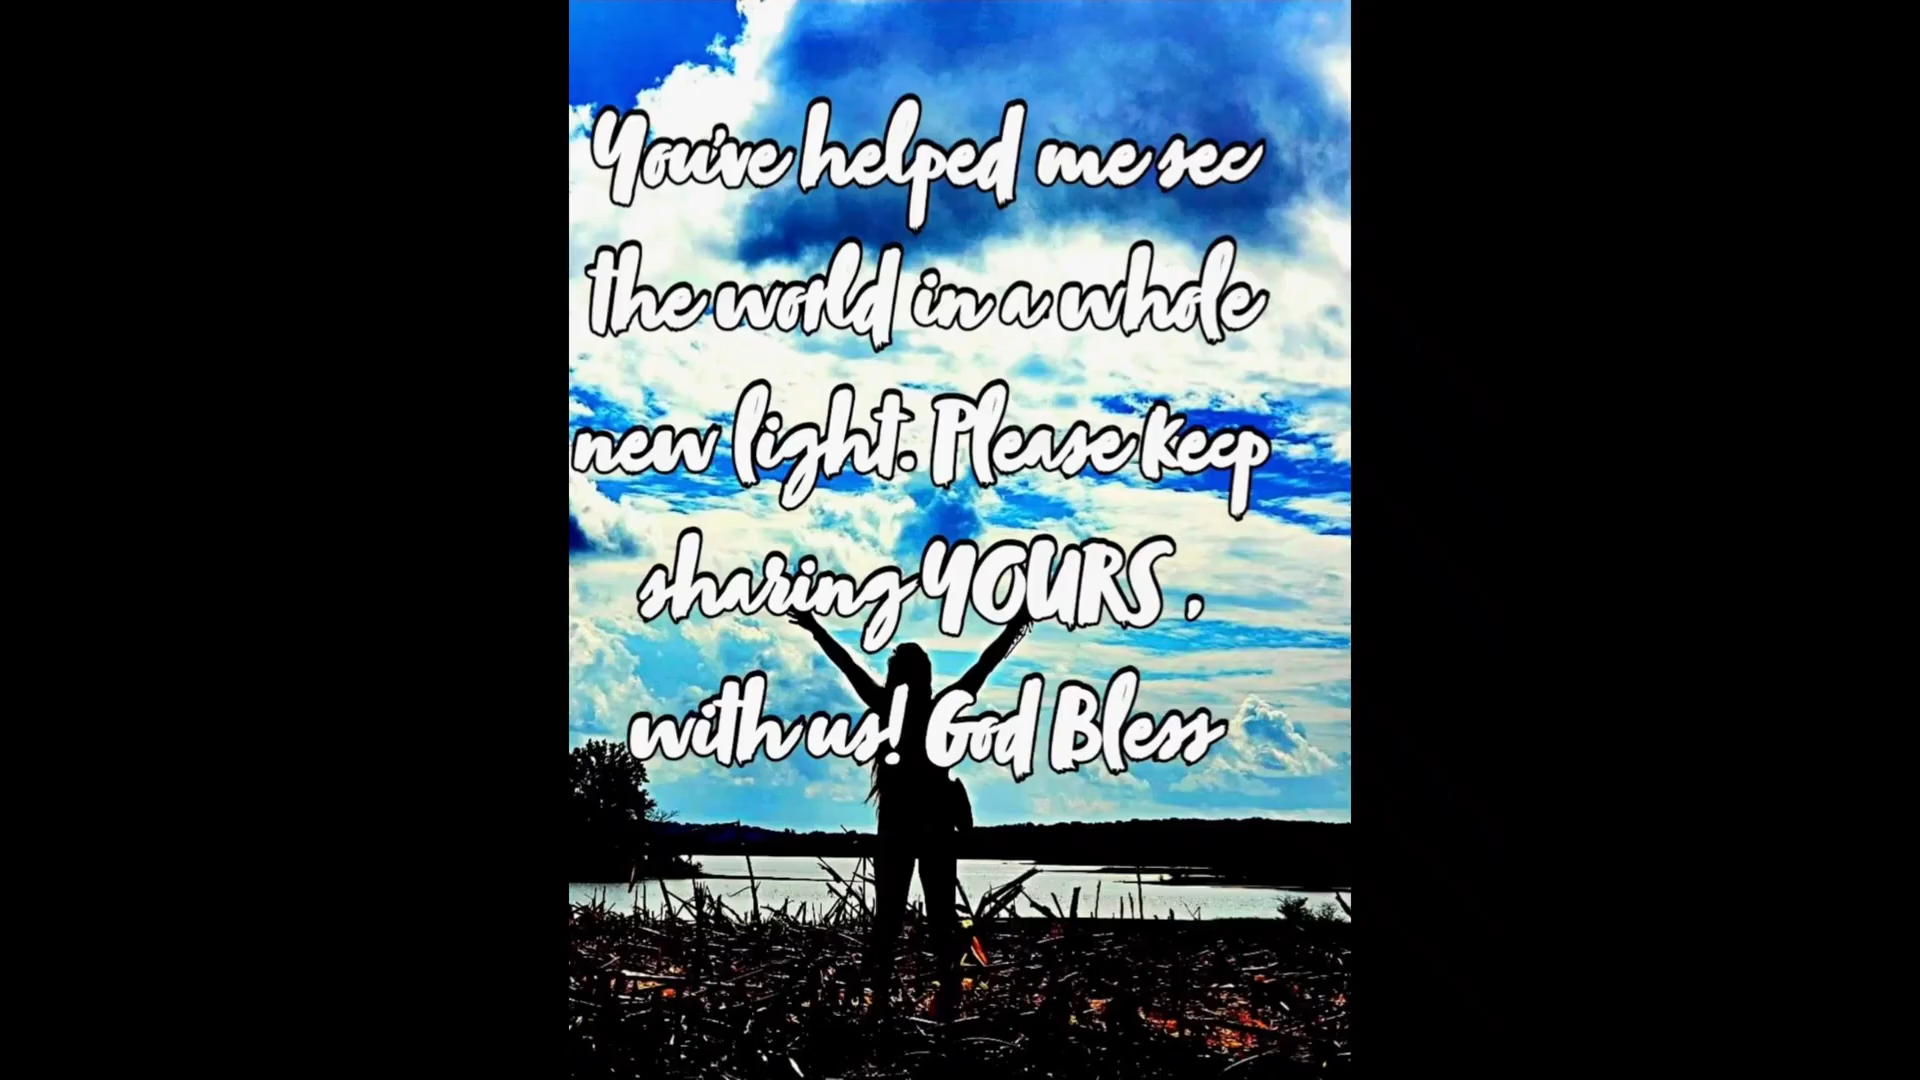 You've helped me see
the world in a whole
new light. Please Keep
sharing YOURS ,
with us! God Bless